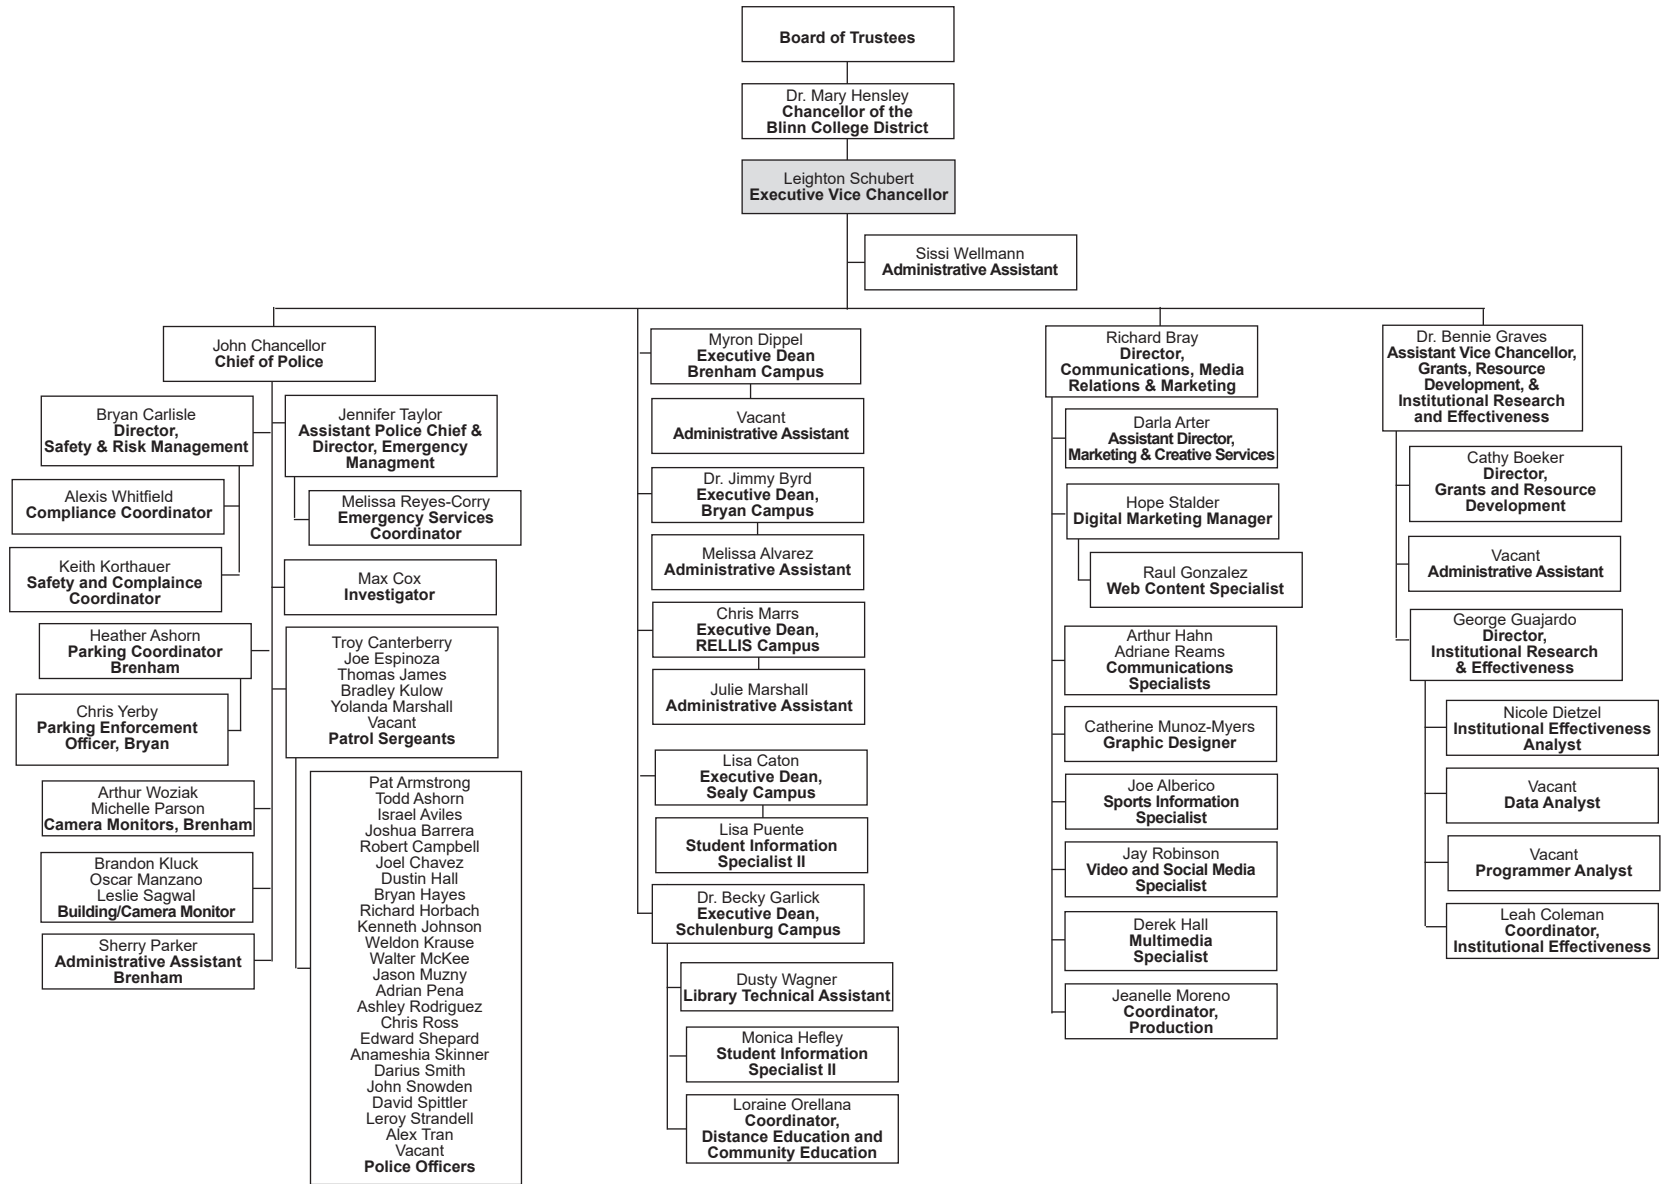 Board of Trustees
Dr. Mary Hensley
Chancellor of the
Blinn College District
Leighton Schubert
Executive Vice Chancellor
Sissi Wellmann
Administrative Assistant
John Chancellor
Chief of Police
Bryan Carlisle
Director,
Safety & Risk Management
Alexis Whitfield
Compliance Coordinator
Keith Korthauer
Safety and Complaince
Coordinator
Heather Ashorn
Parking Coordinator
Brenham
Chris Yerby
Parking Enforcement
Officer, Bryan
Arthur Woziak
Michelle Parson
Camera Monitors, Brenham
Brandon Kluck
Oscar Manzano
Leslie Sagwal
Building/Camera Monitor
Sherry Parker
Administrative Assistant
Brenham
Jennifer Taylor
Assistant Police Chief &
Director, Emergency
Managment
Melissa Reyes-Corry
Emergency Services
Coordinator
Max Cox
Investigator
Troy Canterberry
Joe Espinoza
Thomas James
Bradley Kulow
Yolanda Marshall
Vacant
Patrol Sergeants
Pat Armstrong
Todd Ashorn
Israel Aviles
Joshua Barrera
Robert Campbell
Joel Chavez
Dustin Hall
Bryan Hayes
Richard Horbach
Kenneth Johnson
Weldon Krause
Walter McKee
Jason Muzny
Adrian Pena
Ashley Rodriguez
Chris Ross
Edward Shepard
Anameshia Skinner
Darius Smith
John Snowden
David Spittler
Leroy Strandell
Alex Tran
Vacant
Police Officers
Myron Dippel
Executive Dean
Brenham Campus
Vacant
Administrative Assistant
Dr. Jimmy Byrd
Executive Dean,
Bryan Campus
Melissa Alvarez
Administrative Assistant
Chris Marrs
Executive Dean,
RELLIS Campus
Julie Marshall
Administrative Assistant
Lisa Caton
Executive Dean,
Sealy Campus
Lisa Puente
Student Information
Specialist II
Dr. Becky Garlick
Executive Dean,
Schulenburg Campus
Dusty Wagner
Library Technical Assistant
Monica Hefley
Student Information
Specialist II
Loraine Orellana
Coordinator,
Distance Education and
Community Education
Richard Bray
Director,
Communications, Media
Relations & Marketing
Darla Arter
Assistant Director,
Marketing & Creative Services
Hope Stalder
Digital Marketing Manager
Raul Gonzalez
Web Content Specialist
Arthur Hahn
Adriane Reams
Communications
Specialists
Catherine Munoz-Myers
Graphic Designer
Joe Alberico
Sports Information
Specialist
Jay Robinson
Video and Social Media
Specialist
Derek Hall
Multimedia
Specialist
Jeanelle Moreno
Coordinator,
Production
Dr. Bennie Graves
Assistant Vice Chancellor,
Grants, Resource
Development, &
Institutional Research
and Effectiveness
Cathy Boeker
Director,
Grants and Resource
Development
Vacant
Administrative Assistant
George Guajardo
Director,
Institutional Research
& Effectiveness
Nicole Dietzel
Institutional Effectiveness
Analyst
Vacant
Data Analyst
Vacant
Programmer Analyst
Leah Coleman
Coordinator,
Institutional Effectiveness